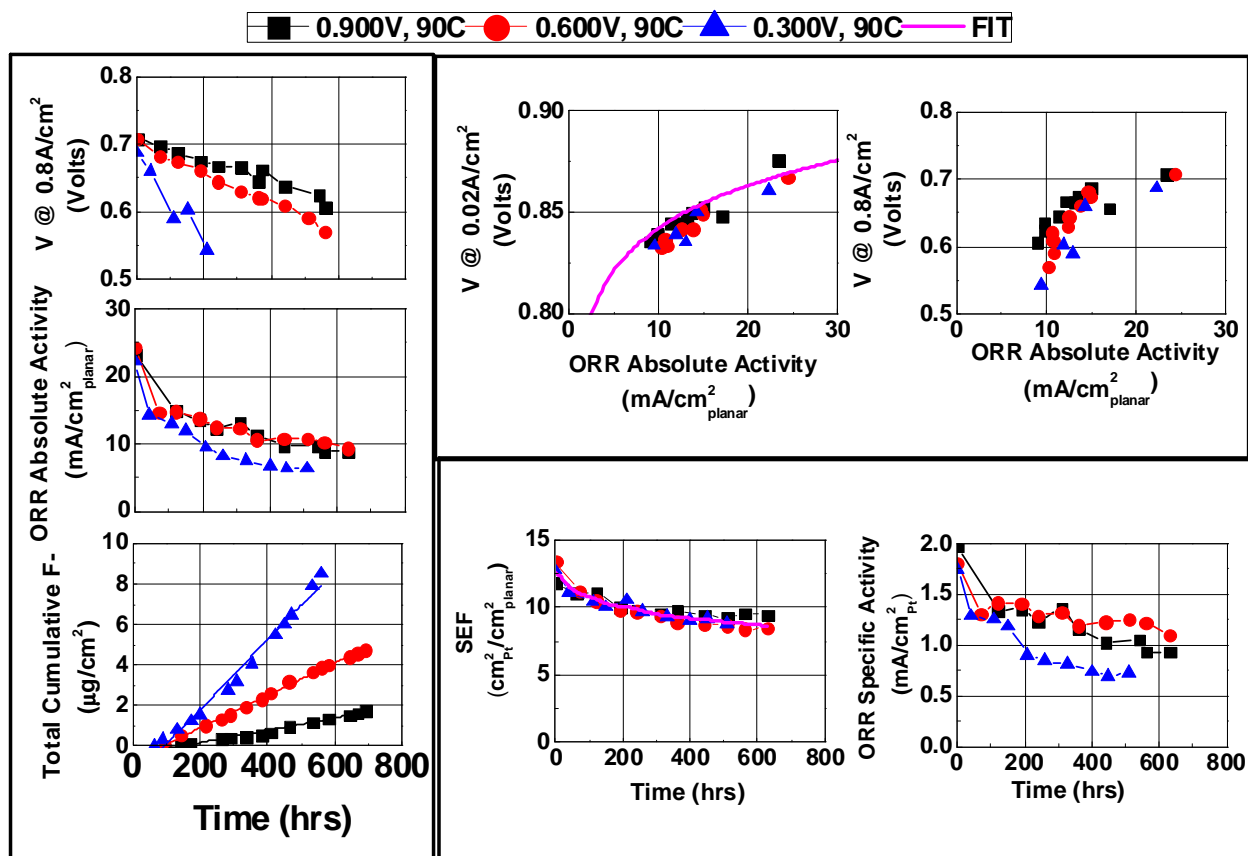 0.900V, 90C 0.600V, 90C 0.300V, 90C FIT
0.8
0.7
0.6
0.5
V @ 0.8A/cm2
(Volts)
30
20
10
0
ORR Absolute Activity
(mA/cm2planar)
10
8
6
4
2
0
0 200 400 600 800
Total Cumulative F-
(µg/cm2)
Time (hrs)
0.90
0.85
0.80
0 10 20 30
V @ 0.02A/cm2
(Volts)
ORR Absolute Activity
(mA/cm2planar)
0.8
0.7
0.6
0.5
0 10 20 30
V @ 0.8A/cm2
(Volts)
ORR Absolute Activity
(mA/cm2planar)
15
10
5
0
0 200 400 600 800
SEF
(cm2Pt/cm2planar)
Time (hrs)
2.0
1.5
1.0
0.5
0.0
0 200 400 600 800
ORR Specific Activity
(mA/cm2Pt)
Time (hrs)